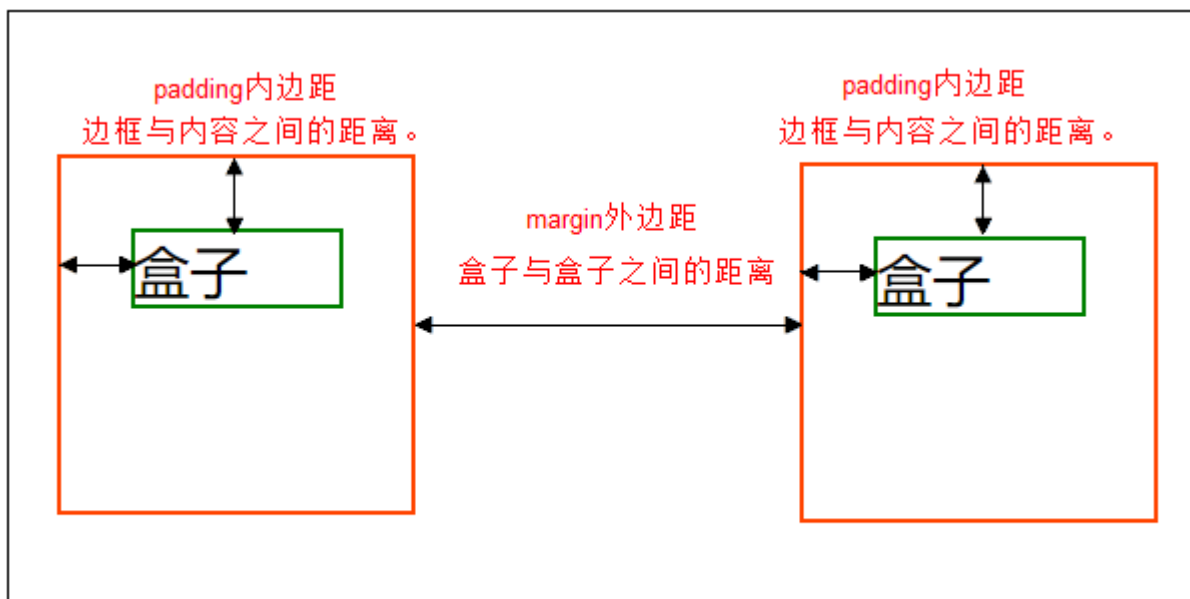 padding内边距
边框与内容之间的距离。
盒子
margin外边距
盒子与盒子之间的距离
padding内边距
边框与内容之间的距离。
盒子